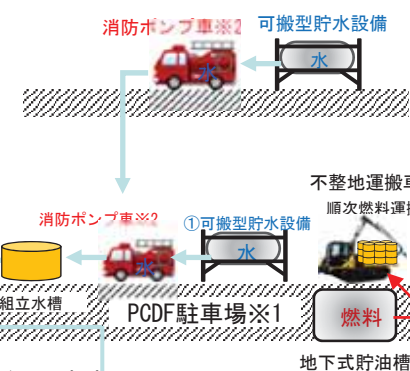 消防ポンプ車※2
可搬型貯水設備
水
水
不整地運搬車
順次燃料運搬
消防ポンプ車※2
①可搬型貯水設備
水
水
組立水槽
PCDF駐車場※1
燃料
地下式貯油槽